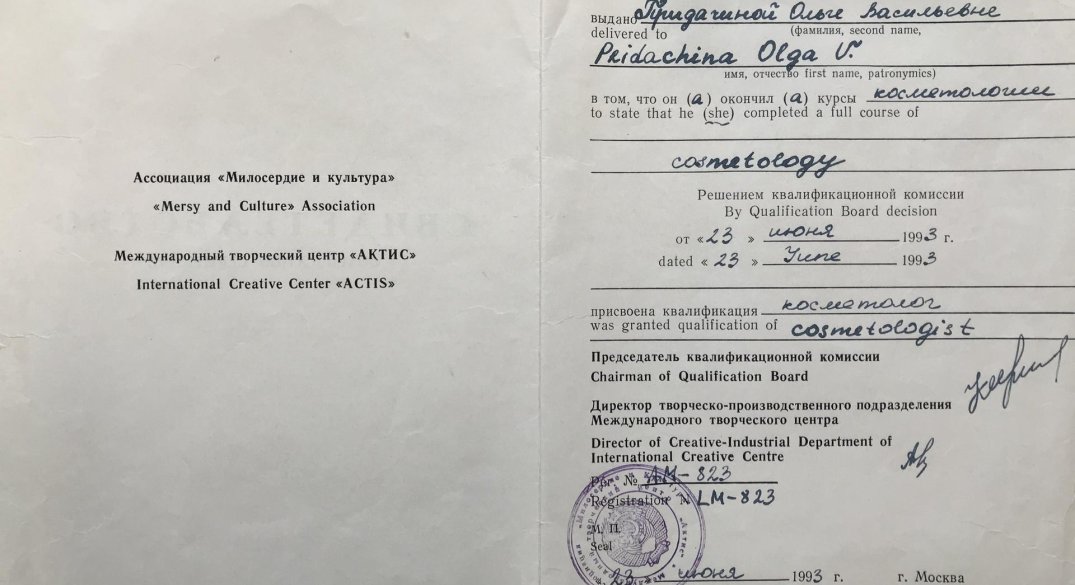 Ассоциация «Милосердие и культура»
«Mersy and Culture» Association
Международный творческий центр «АКТИС»
International Creative Center «ACTIS»
выдано Придачиной Ольге Васильевне
delivered to (фамилия, second name,
Pridachina Olga V.
имя, отчество first name, patronymics)
в том, что он (а) окончил (а) курсы косметологии
to state that he (she) completed a full course of
cosmetology
Решением квалификационной комиссии
By Qualification Board decision
от «23» июня 1993 г.
dated «23» June 1993
присвоена квалификация косметолог
was granted qualification of cosmetologist
Председатель квалификационной комиссии
Chairman of Qualification Board
Директор творческо-производственного подразделения
Международного творческого центра
Director of Creative-Industrial Department of
International Creative Centre
Рег. № ЛМ-823
Registration N LM-823
М. П.
Seal
23 июня 1993 г. г. Москва